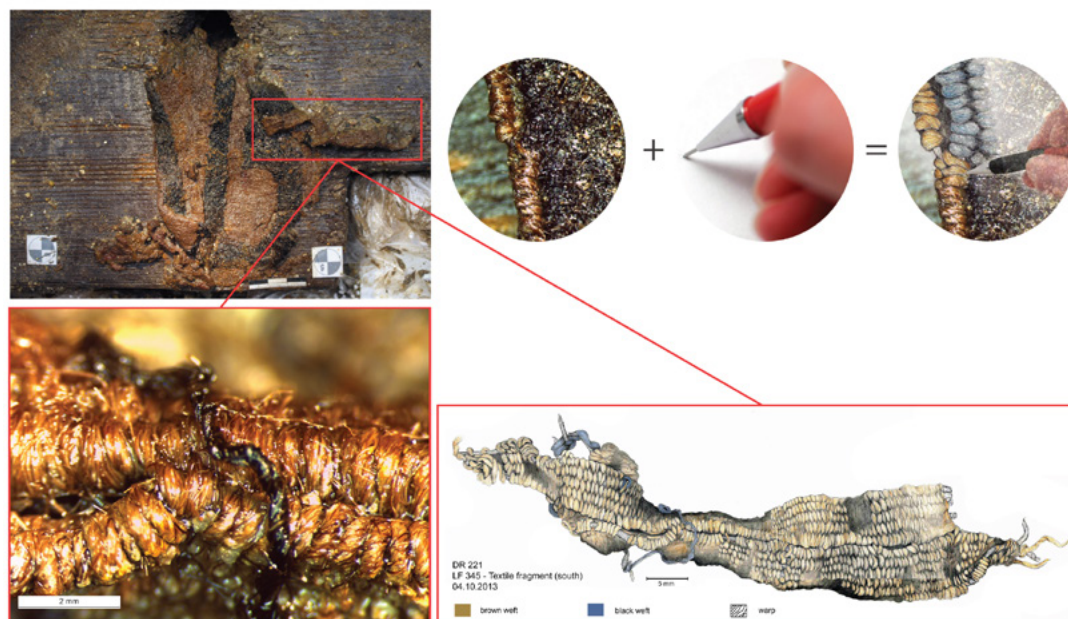 +
=
2 mm
DR 221
LF 345 - Textile fragment (south)
04.10.2013
3 mm
brown weft
black weft
warp